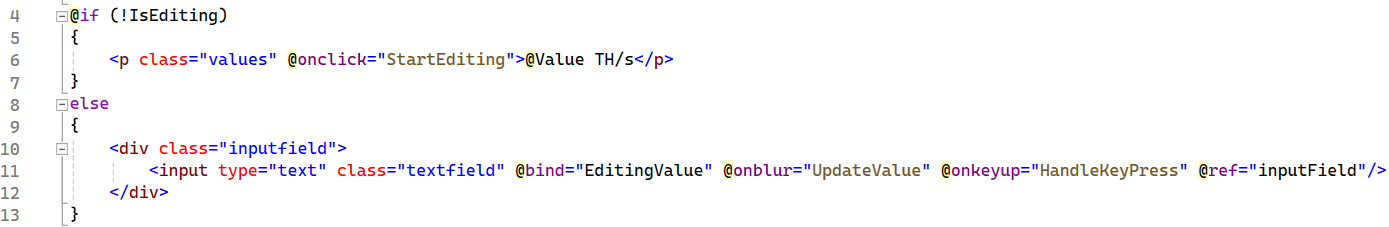 4 @if (!IsEditing)
5 {
6 <p class="values" @onclick="StartEditing">@Value TH/s</p>
7 }
8 else
9 {
10 <div class="inputfield">
11 <input type="text" class="textfield" @bind="EditingValue" @onblur="UpdateValue" @onkeyup="HandleKeyPress" @ref="inputField"/>
12 </div>
13 }